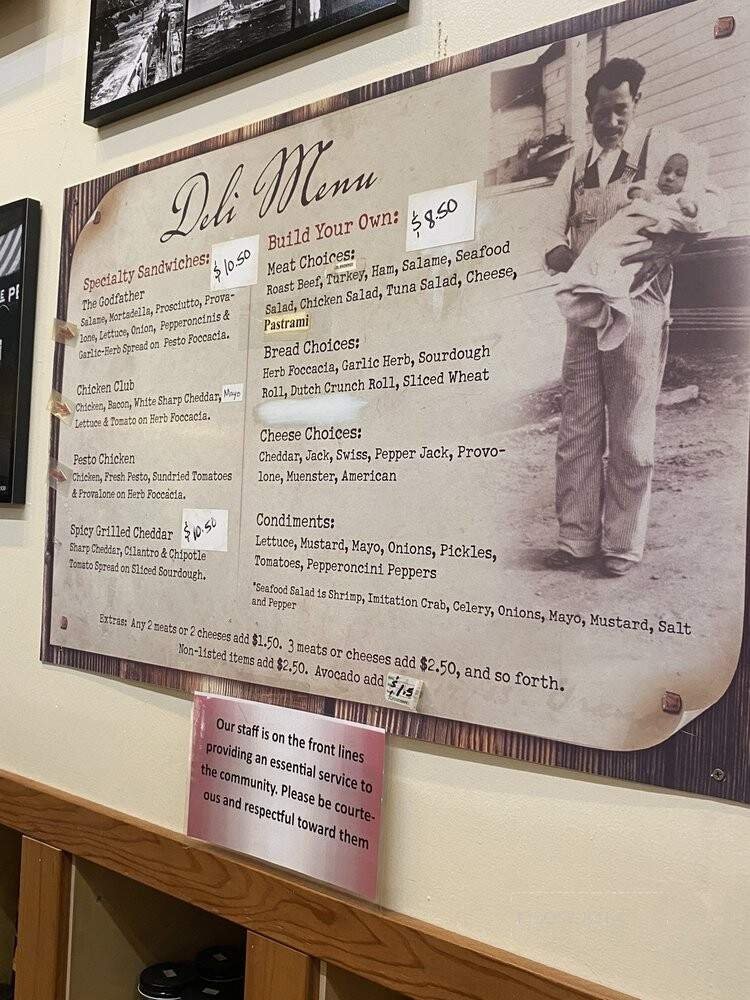 Deli Menu
Specialty Sandwiches: $10.50
The Godfather
Salame, Mortadella, Prosciutto, Prova-
lone, Lettuce, Onion, Pepperoncinis &
Garlic-Herb Spread on Pesto Foccacia.
Chicken Club
Chicken, Bacon, White Sharp Cheddar, Mayo
Lettuce & Tomato on Herb Foccacia.
Pesto Chicken
Chicken, Fresh Pesto, Sundried Tomatoes
& Provalone on Herb Foccacia.
Spicy Grilled Cheddar $10.50
Sharp Cheddar, Cilantro & Chipotle
Tomato Spread on Sliced Sourdough.
Build Your Own: $8.50
Meat Choices:
Roast Beef, Turkey, Ham, Salame, Seafood
Salad, Chicken Salad, Tuna Salad, Cheese,
Pastrami
Bread Choices:
Herb Foccacia, Garlic Herb, Sourdough
Roll, Dutch Crunch Roll, Sliced Wheat
Cheese Choices:
Cheddar, Jack, Swiss, Pepper Jack, Provo-
lone, Muenster, American
Condiments:
Lettuce, Mustard, Mayo, Onions, Pickles,
Tomatoes, Pepperoncini Peppers
*Seafood Salad is Shrimp, Imitation Crab, Celery, Onions, Mayo, Mustard, Salt
and Pepper
Extras: Any 2 meats or 2 cheeses add $1.50. 3 meats or cheeses add $2.50, and so forth.
Non-listed items add $2.50. Avocado add $1.5
Our staff is on the front lines
providing an essential service to
the community. Please be courte-
ous and respectful toward them